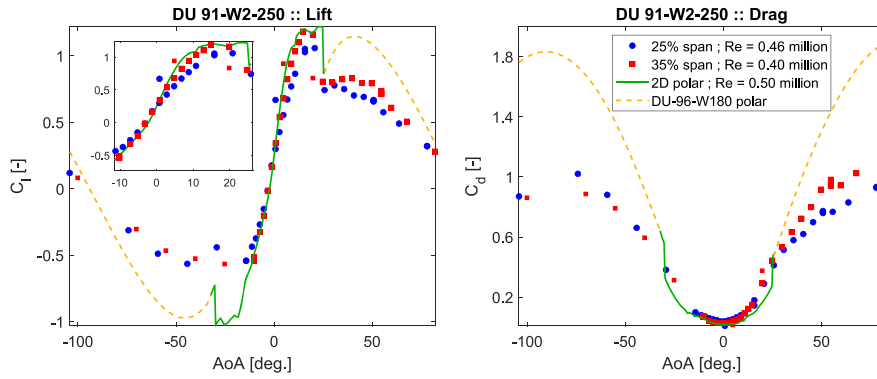 DU 91-W2-250 :: Lift
1
0.5
0
-0.5
-1
C_l [-]
-100 -50 0 50
AoA [deg.]
1
0.5
0
-0.5
-10 0 10 20
DU 91-W2-250 :: Drag
25% span ; Re = 0.46 million
35% span ; Re = 0.40 million
2D polar ; Re = 0.50 million
DU-96-W180 polar
1.8
1.4
1
0.6
0.2
C_d [-]
-100 -50 0 50
AoA [deg.]